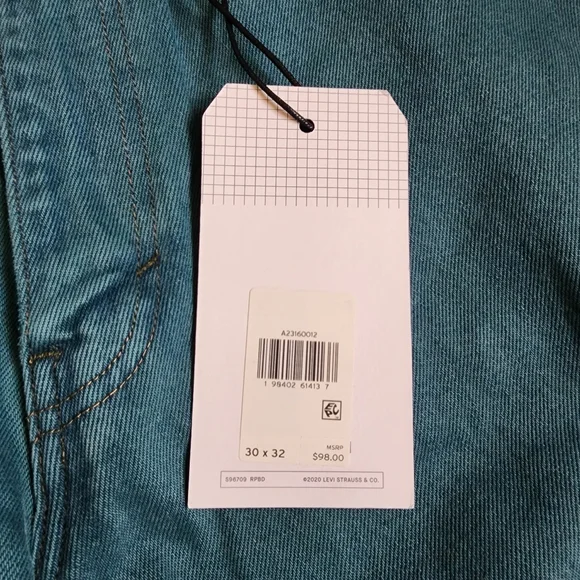 A23160012
1 98402 61413 7
30 x 32
MSRP
$98.00
S96709 RPBD
©2020 LEVI STRAUSS & CO.